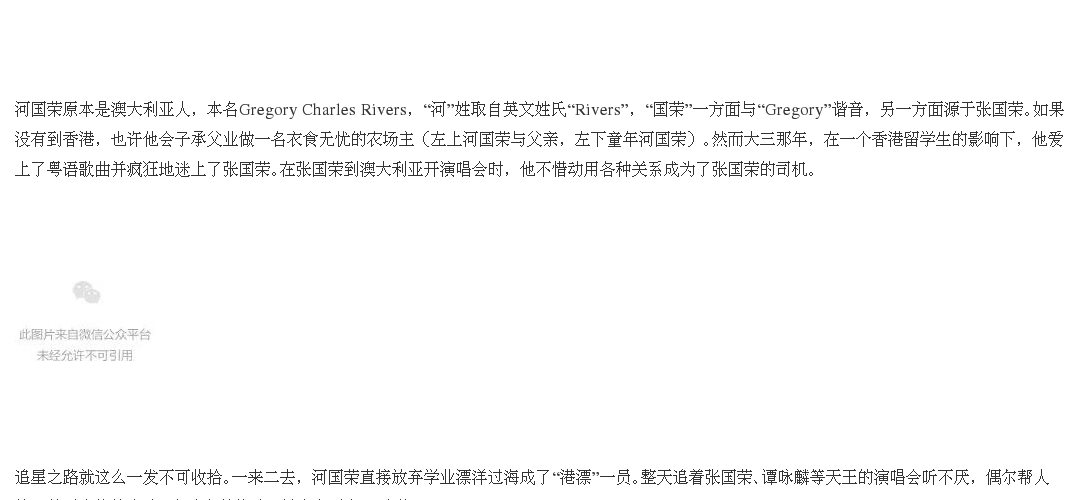 河国荣原本是澳大利亚人，本名Gregory Charles Rivers，“河”姓取自英文姓氏“Rivers”，“国荣”一方面与“Gregory”谐音，另一方面源于张国荣。如果
没有到香港，也许他会子承父业做一名衣食无忧的农场主（左上河国荣与父亲，左下童年河国荣）。然而大三那年，在一个香港留学生的影响下，他爱
上了粤语歌曲并疯狂地迷上了张国荣。在张国荣到澳大利亚开演唱会时，他不惜动用各种关系成为了张国荣的司机。
此图片来自微信公众平台
未经允许不可引用
追星之路就这么一发不可收拾。一来二去，河国荣直接放弃学业漂洋过海成了“港漂”一员。整天追着张国荣、谭咏麟等天王的演唱会听不厌，偶尔帮人